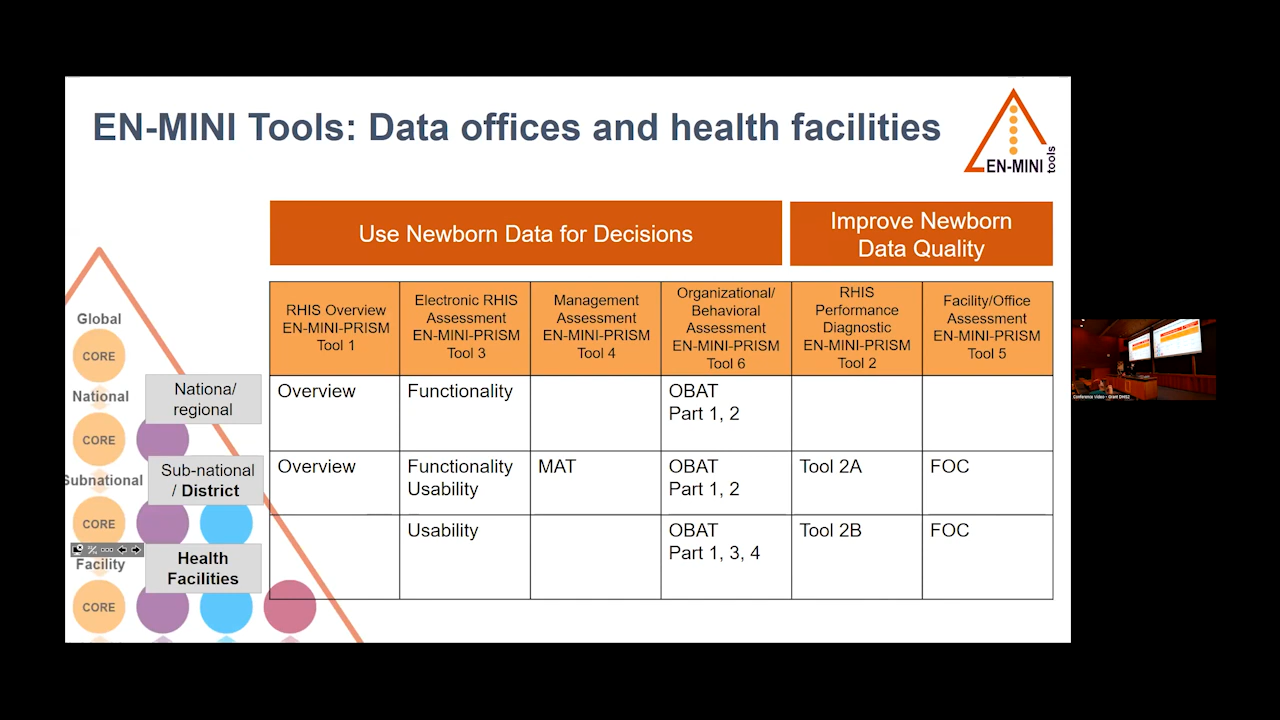 EN-MINI Tools: Data offices and health facilities
EN-MINI
tools
Use Newborn Data for Decisions
Improve Newborn
Data Quality
RHIS Overview
EN-MINI-PRISM
Tool 1
Electronic RHIS
Assessment
EN-MINI-PRISM
Tool 3
Management
Assessment
EN-MINI-PRISM
Tool 4
Organizational/
Behavioral
Assessment
EN-MINI-PRISM
Tool 6
RHIS
Performance
Diagnostic
EN-MINI-PRISM
Tool 2
Facility/Office
Assessment
EN-MINI-PRISM
Tool 5
Global
CORE
National
CORE
Subnational
CORE
Facility
CORE
Nationa/
regional
Overview
Functionality
OBAT
Part 1, 2
Sub-national
/ District
Overview
Functionality
Usability
MAT
OBAT
Part 1, 2
Tool 2A
FOC
Health
Facilities
Usability
OBAT
Part 1, 3, 4
Tool 2B
FOC
Conference Video - Grant DHS2